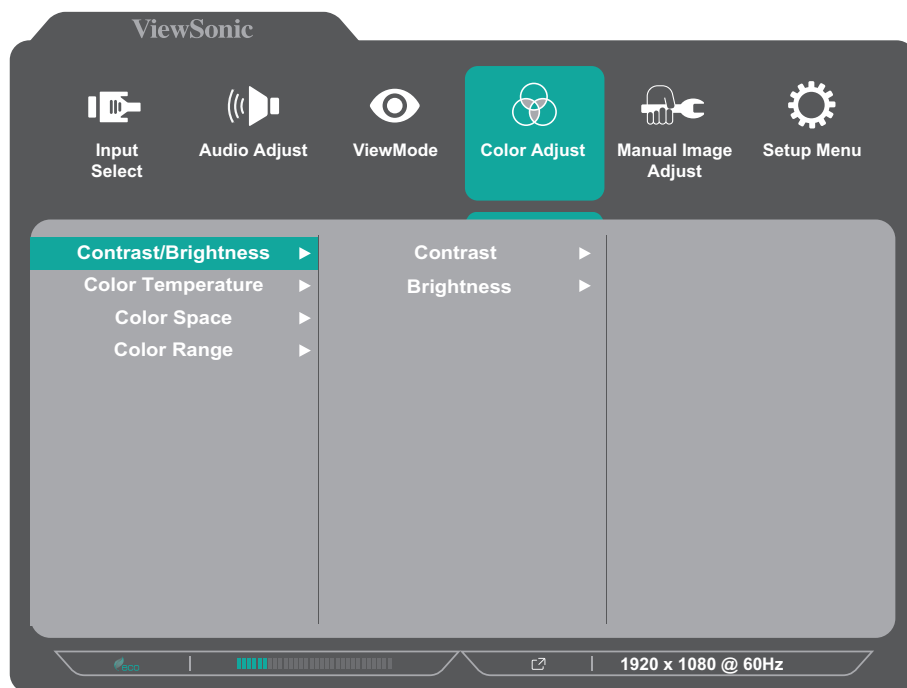 ViewSonic
Input
Select
Audio Adjust
ViewMode
Color Adjust
Manual Image
Adjust
Setup Menu
Contrast/Brightness
Color Temperature
Color Space
Color Range
Contrast
Brightness
eco
1920 x 1080 @ 60Hz